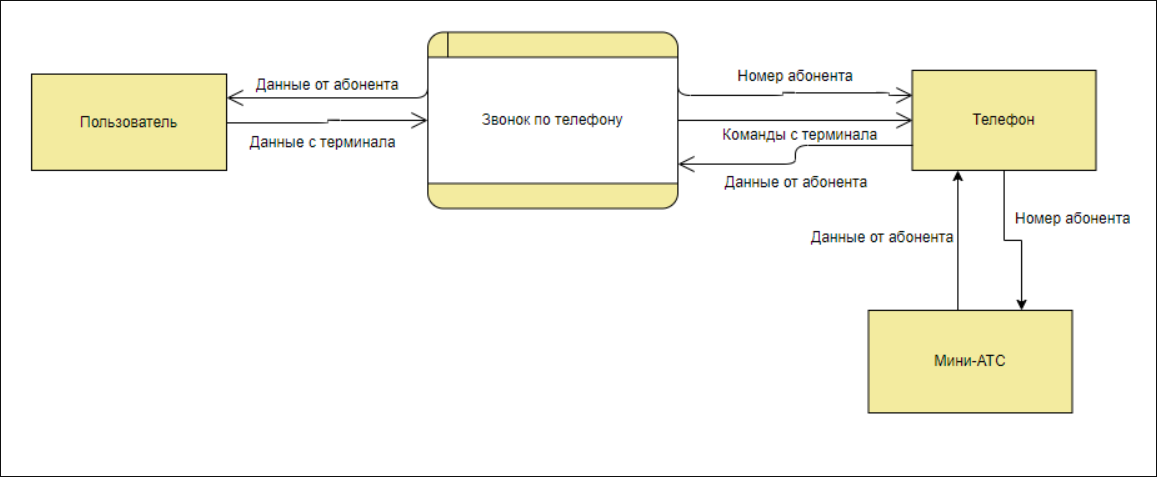 Данные от абонента
Пользователь
Данные с терминала
Звонок по телефону
Номер абонента
Команды с терминала
Данные от абонента
Телефон
Номер абонента
Данные от абонента
Мини-АТС